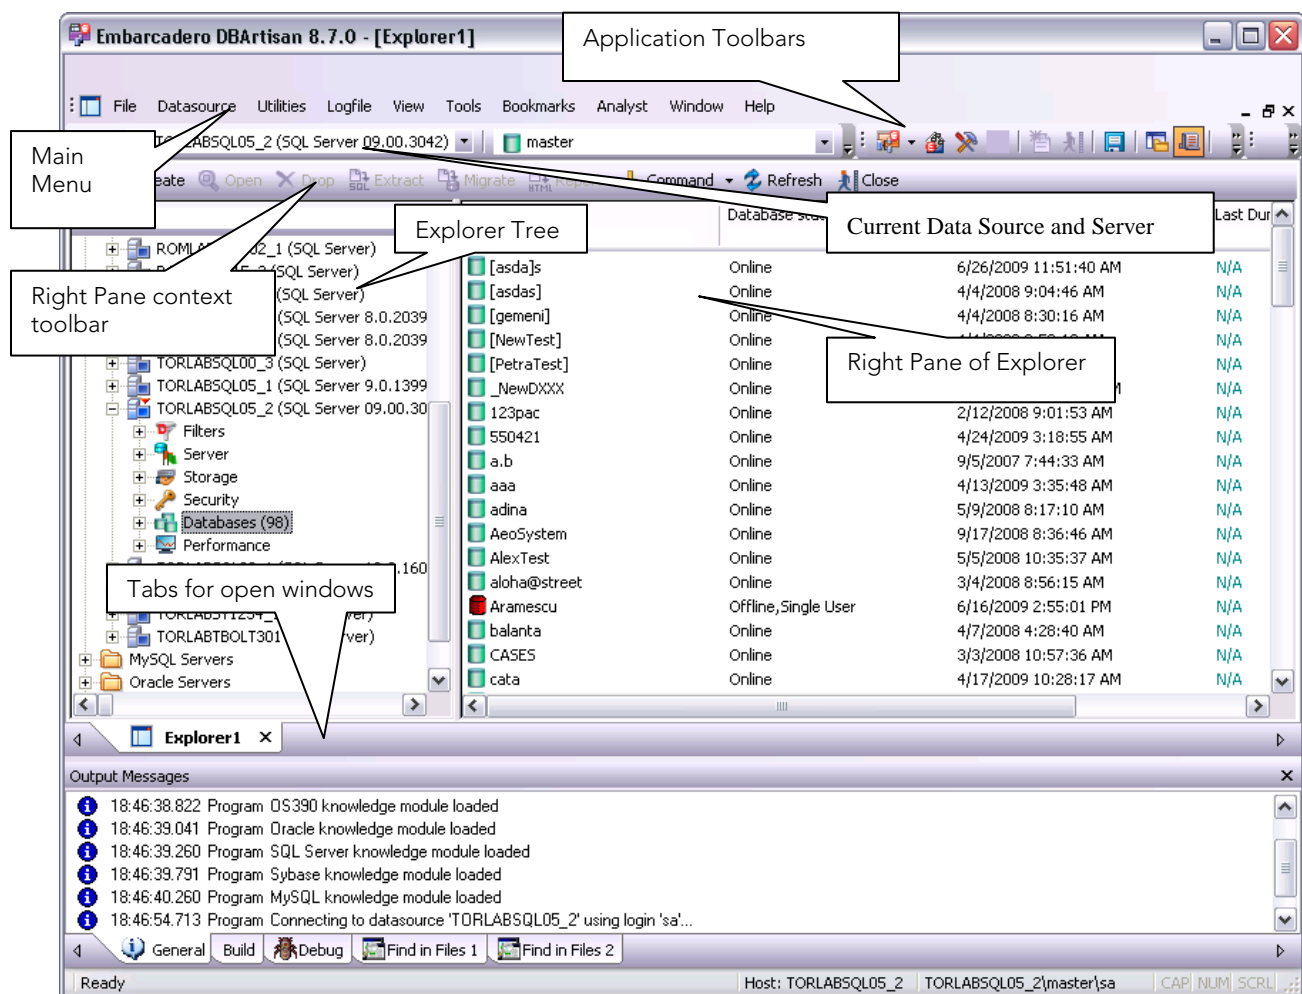 Embarcadero DBArtisan 8.7.0 - [Explorer1]
Application Toolbars
File Datasource Utilities Logfile View Tools Bookmarks Analyst Window Help
Main
Menu
TORLABSQL05_2 (SQL Server 09.00.3042)
master
eate Open Drop Extract Migrate Command Refresh Close
Explorer Tree
Database
Current Data Source and Server
Last Dur
(SQL Server)
(SQL Server)
Right Pane context
toolbar
(SQL Server)
(SQL Server 8.0.2039
(SQL Server 8.0.2039
TORLABSQL00_3 (SQL Server)
TORLABSQL05_1 (SQL Server 9.0.1399
TORLABSQL05_2 (SQL Server 09.00.30
Filters
Server
Storage
Security
Databases (98)
Performance
.160
Tabs for open windows
TORLABTBOLT301
MySQL Servers
Oracle Servers
[asda]s Online 6/26/2009 11:51:40 AM N/A
[asdas] Online 4/4/2008 9:04:46 AM N/A
[gemeni] Online 4/4/2008 8:30:16 AM N/A
[NewTest] Online N/A
[PetraTest] Online N/A
Right Pane of Explorer
_NewDXXX Online N/A
123pac Online 2/12/2008 9:01:53 AM N/A
550421 Online 4/24/2009 3:18:55 AM N/A
a.b Online 9/5/2007 7:44:33 AM N/A
aaa Online 4/13/2009 3:35:48 AM N/A
adina Online 5/9/2008 8:17:10 AM N/A
AeoSystem Online 9/17/2008 8:36:46 AM N/A
AlexTest Online 5/5/2008 10:35:37 AM N/A
aloha@street Online 3/4/2008 8:56:15 AM N/A
Aramescu Offline,Single User 6/16/2009 2:55:01 PM N/A
balanta Online 4/7/2008 4:28:40 AM N/A
CASES Online 3/3/2008 10:57:36 AM N/A
cata Online 4/17/2009 10:28:17 AM N/A
Explorer1
Output Messages
18:46:38.822 Program OS390 knowledge module loaded
18:46:39.041 Program Oracle knowledge module loaded
18:46:39.260 Program SQL Server knowledge module loaded
18:46:39.791 Program Sybase knowledge module loaded
18:46:40.260 Program MySQL knowledge module loaded
18:46:54.713 Program Connecting to datasource 'TORLABSQL05_2' using login 'sa'...
General Build Debug Find in Files 1 Find in Files 2
Ready Host: TORLABSQL05_2 TORLABSQL05_2\master\sa CAP NUM SCRL